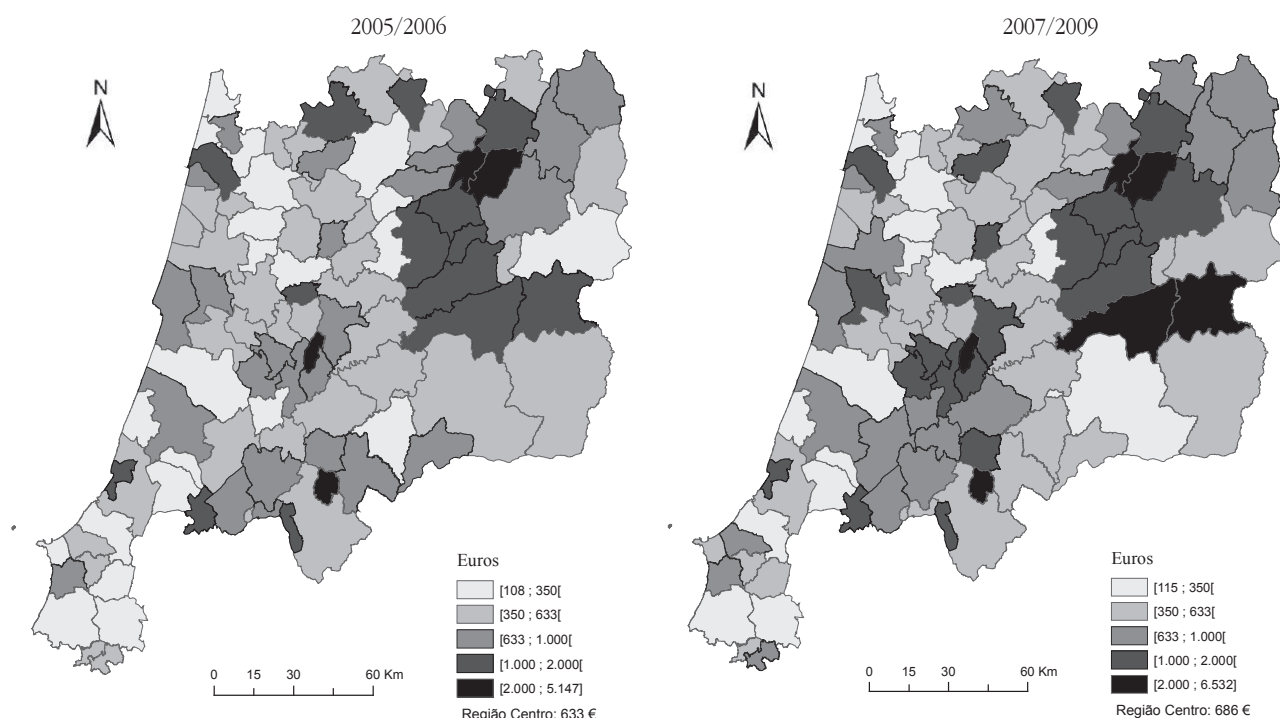 2005/2006
N
Euros
[108 ; 350[
[350 ; 633[
[633 ; 1.000[
[1.000 ; 2.000[
[2.000 ; 5.147]
0 15 30 60 Km
Região Centro: 633 €
2007/2009
N
Euros
[115 ; 350[
[350 ; 633[
[633 ; 1.000[
[1.000 ; 2.000[
[2.000 ; 6.532]
0 15 30 60 Km
Região Centro: 686 €